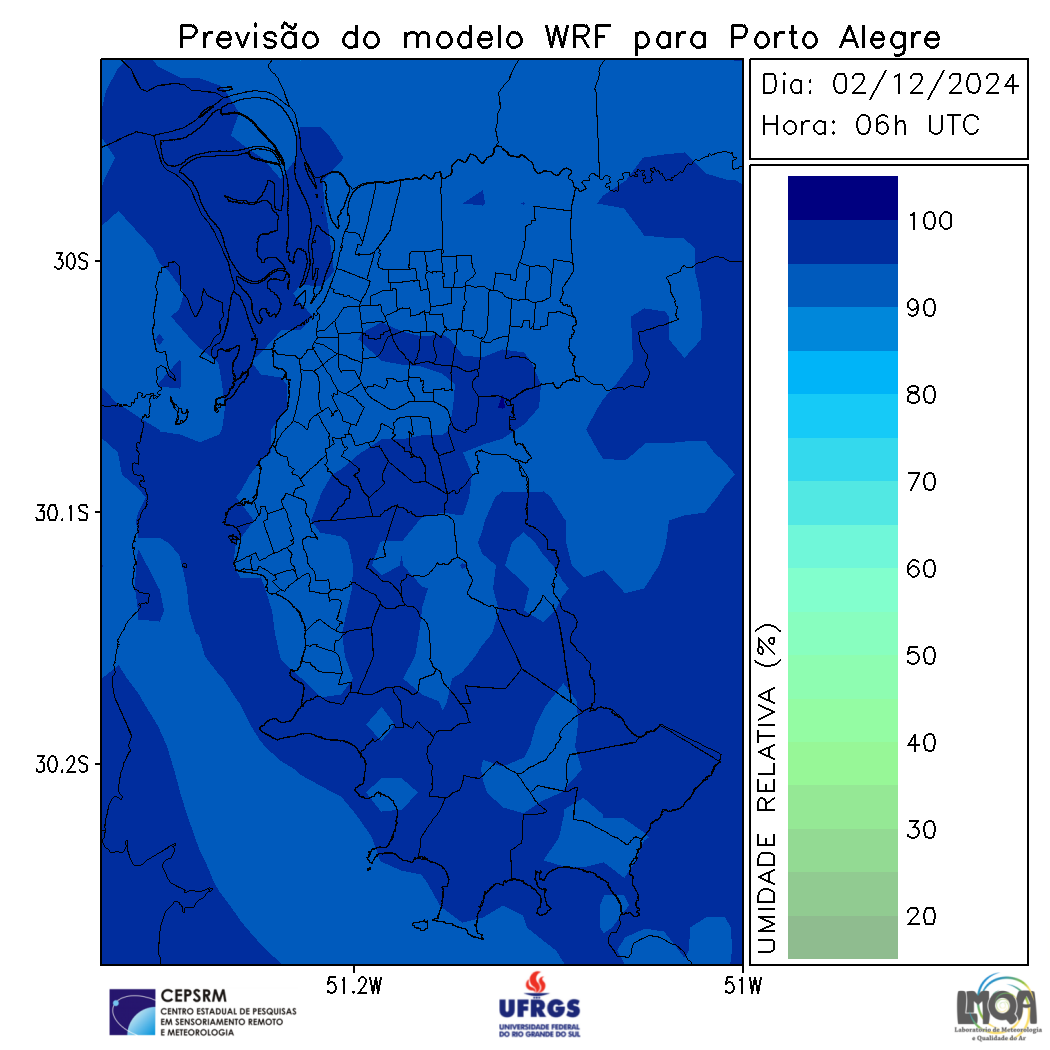 Previsão do modelo WRF para Porto Alegre
Dia: 02/12/2024
Hora: 06h UTC
30S
30.1S
30.2S
51.2W
51W
UMIDADE RELATIVA (%)
100
90
80
70
60
50
40
30
20
CEPSRM
CENTRO ESTADUAL DE PESQUISAS
EM SENSORIAMENTO REMOTO
E METEOROLOGIA
UFRGS
UNIVERSIDADE FEDERAL
DO RIO GRANDE DO SUL
LMQA
Laboratório de Meteorologia
e Qualidade do Ar